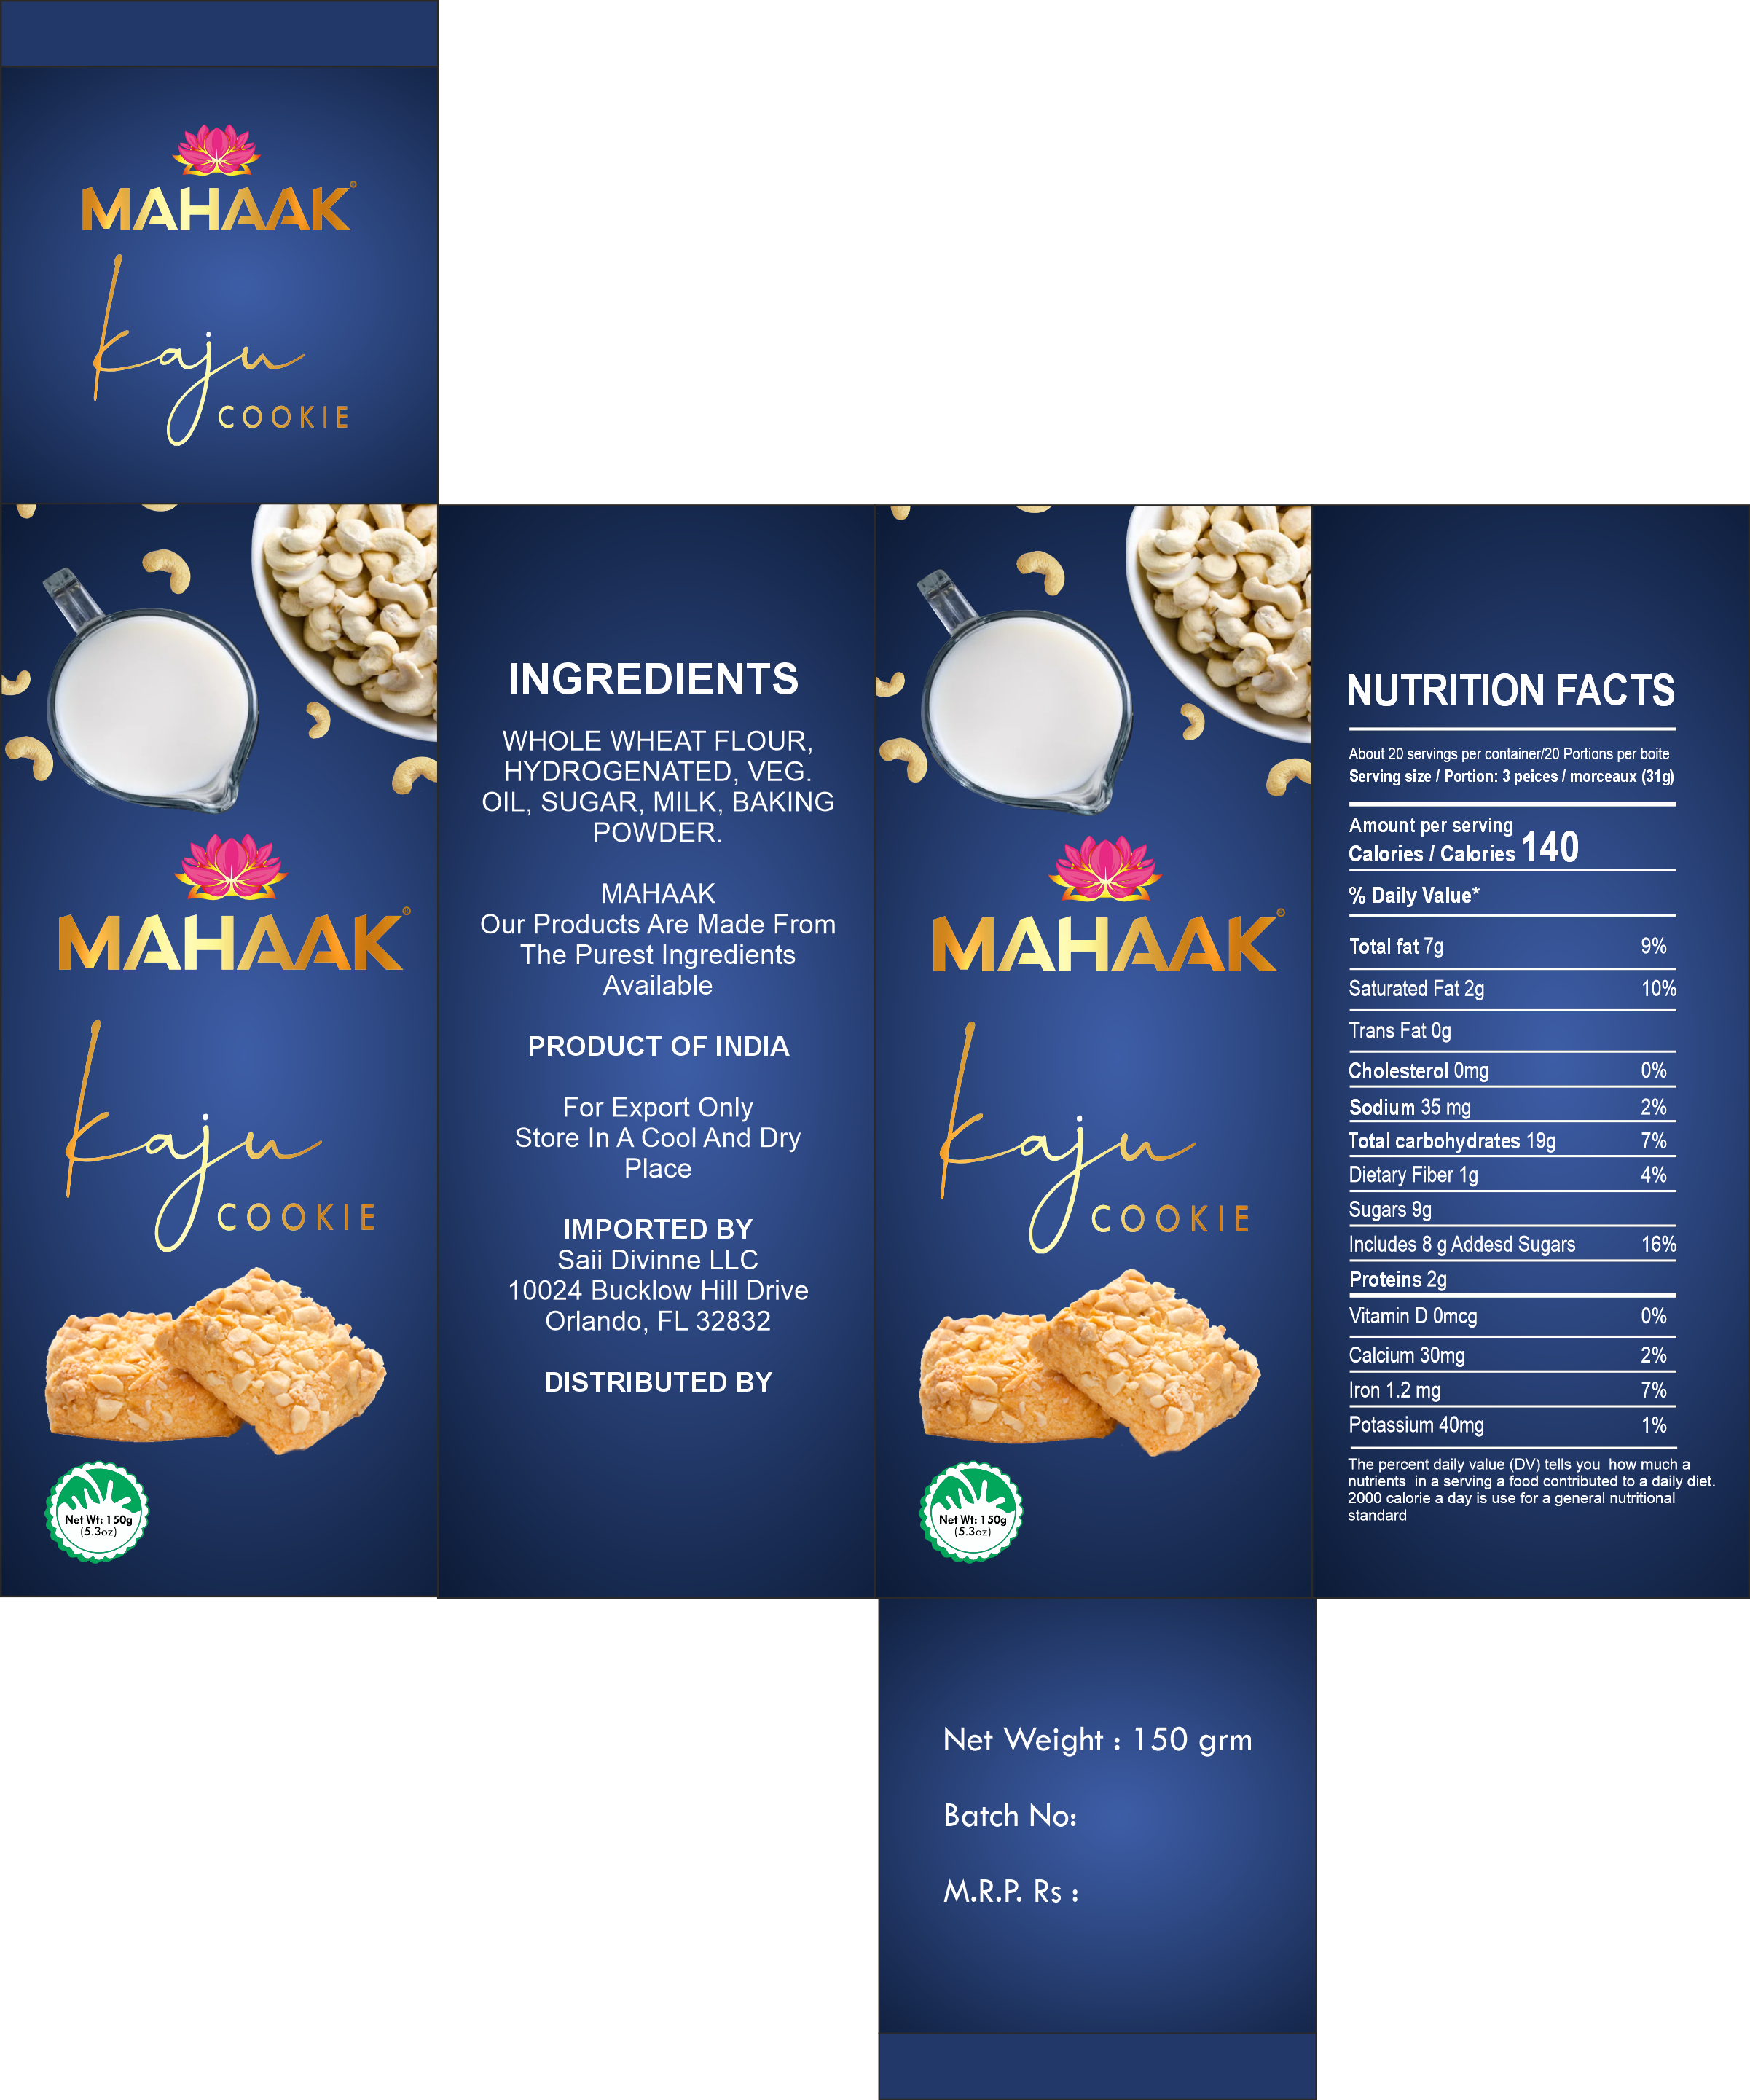 MAHAAK
kaju
COOKIE
MAHAAK
kaju
COOKIE
Net Wt: 150g
(5.3oz)
INGREDIENTS
WHOLE WHEAT FLOUR,
HYDROGENATED, VEG.
OIL, SUGAR, MILK, BAKING
POWDER.
MAHAAK
Our Products Are Made From
The Purest Ingredients
Available
PRODUCT OF INDIA
For Export Only
Store In A Cool And Dry
Place
IMPORTED BY
Saii Divinne LLC
10024 Bucklow Hill Drive
Orlando, FL 32832
DISTRIBUTED BY
MAHAAK
kaju
COOKIE
Net Wt: 150g
(5.3oz)
NUTRITION FACTS
About 20 servings per container/20 Portions per boite
Serving size / Portion: 3 peices / morceaux (31g)
Amount per serving
Calories / Calories 140
% Daily Value*
Total fat 7g 9%
Saturated Fat 2g 10%
Trans Fat 0g
Cholesterol 0mg 0%
Sodium 35 mg 2%
Total carbohydrates 19g 7%
Dietary Fiber 1g 4%
Sugars 9g
Includes 8 g Addesd Sugars 16%
Proteins 2g
Vitamin D 0mcg 0%
Calcium 30mg 2%
Iron 1.2 mg 7%
Potassium 40mg 1%
The percent daily value (DV) tells you how much a
nutrients in a serving a food contributed to a daily diet.
2000 calorie a day is use for a general nutritional
standard
Net Weight : 150 grm
Batch No:
M.R.P. Rs :